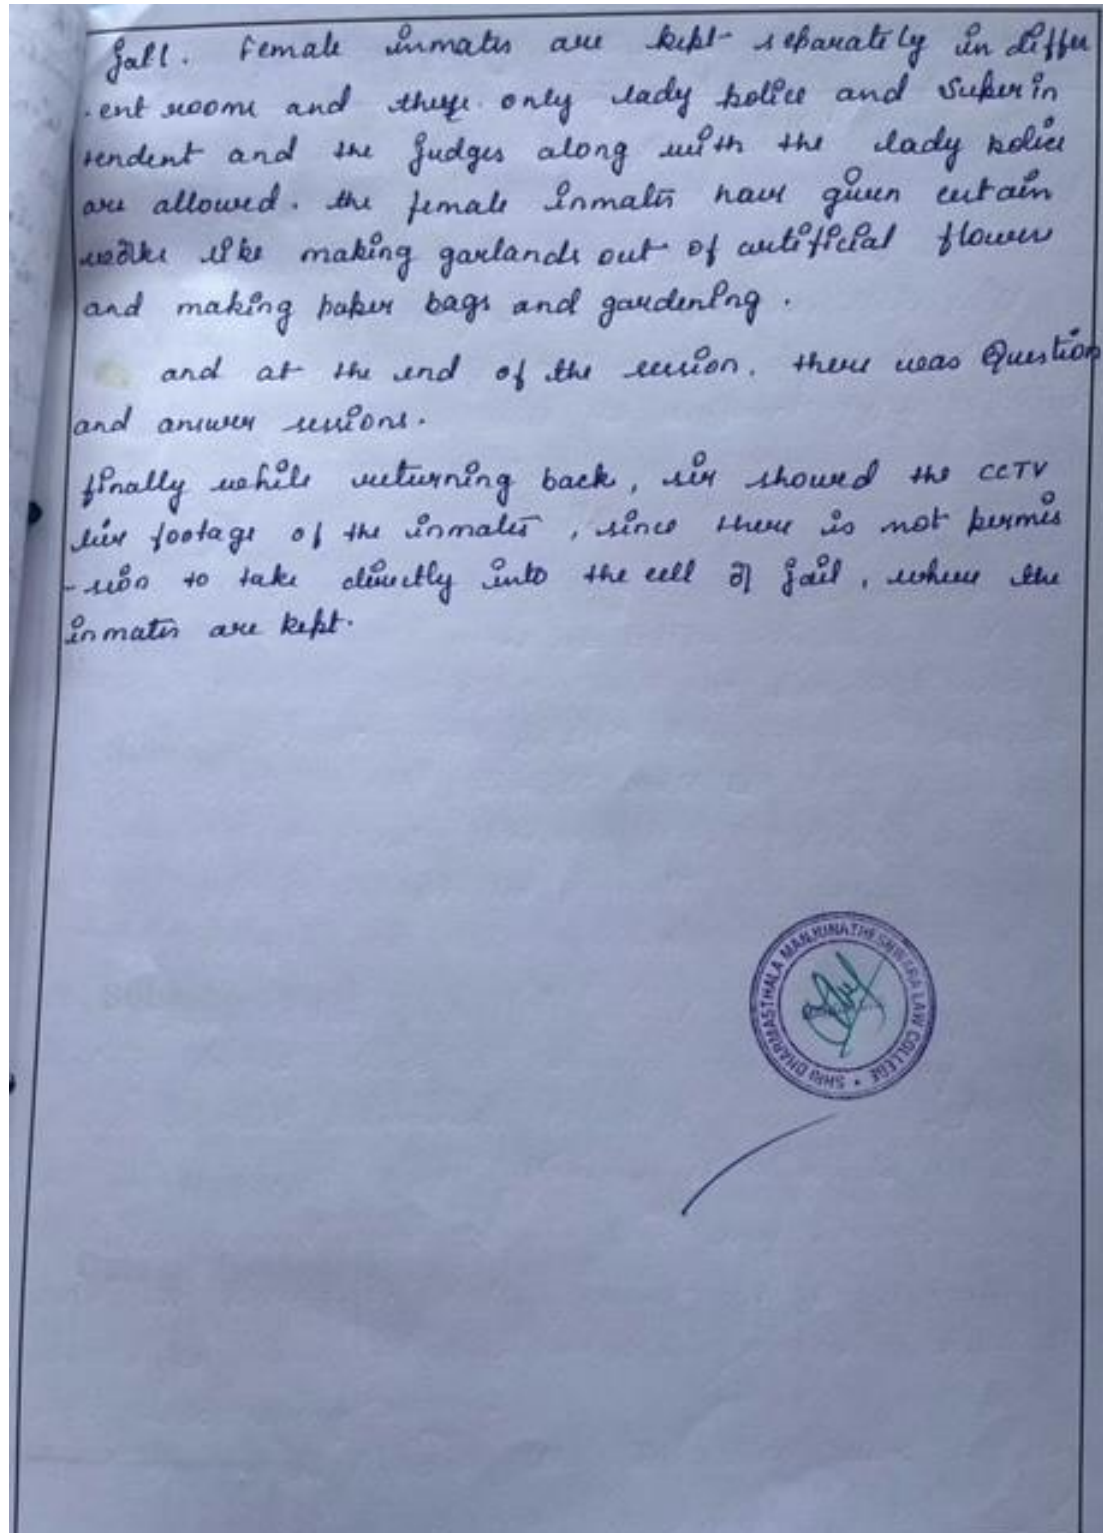 jail. Female inmates are kept separately in differ
-ent rooms and there only lady police and Superin
tendent and the judges along with the lady police
are allowed. the female inmates have given certain
works like making garlands out of artificial flowers
and making paper bags and gardening.
and at the end of the session. there was Question
and answer sessions.
finally while returning back, sir showed the CCTV
live footage of the inmates, since there is not permis
-sion to take directly into the cell of jail, where the
inmates are kept.
SHRI DHARMASTHALA MANJUNATHESHWARA LAW COLLEGE